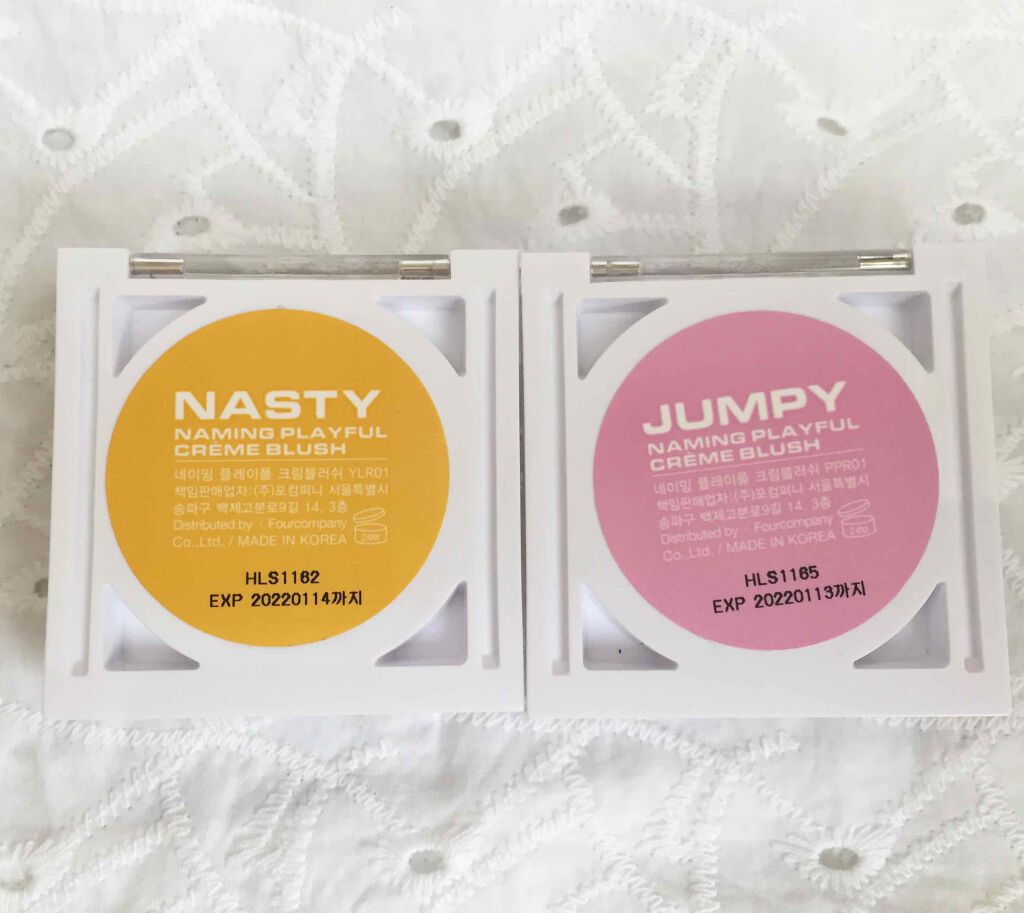 NASTY
NAMING PLAYFUL
CRÈME BLUSH
네이밍 플레이풀 크림블러쉬 YLR01
책임판매업자:(주)포컴퍼니 서울특별시
송파구 백제고분로9길 14, 3층
Distributed by : Fourcompany
Co.,Ltd. / MADE IN KOREA
24M
HLS1162
EXP 20220114까지
JUMPY
NAMING PLAYFUL
CRÈME BLUSH
네이밍 플레이풀 크림블러쉬 PPR01
책임판매업자:(주)포컴퍼니 서울특별시
송파구 백제고분로9길 14, 3층
Distributed by : Fourcompany
Co.,Ltd. / MADE IN KOREA
24M
HLS1165
EXP 20220113까지